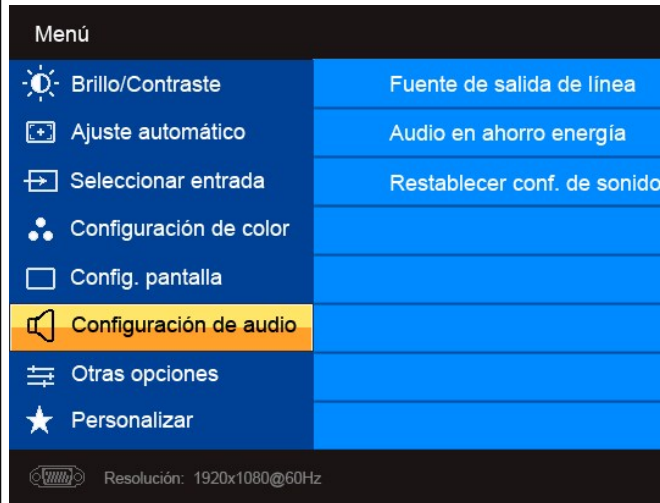 Menú
Brillo/Contraste
Ajuste automático
Seleccionar entrada
Configuración de color
Config. pantalla
Configuración de audio
Otras opciones
Personalizar
Fuente de salida de línea
Audio en ahorro energía
Restablecer conf. de sonido
Resolución: 1920x1080@60Hz